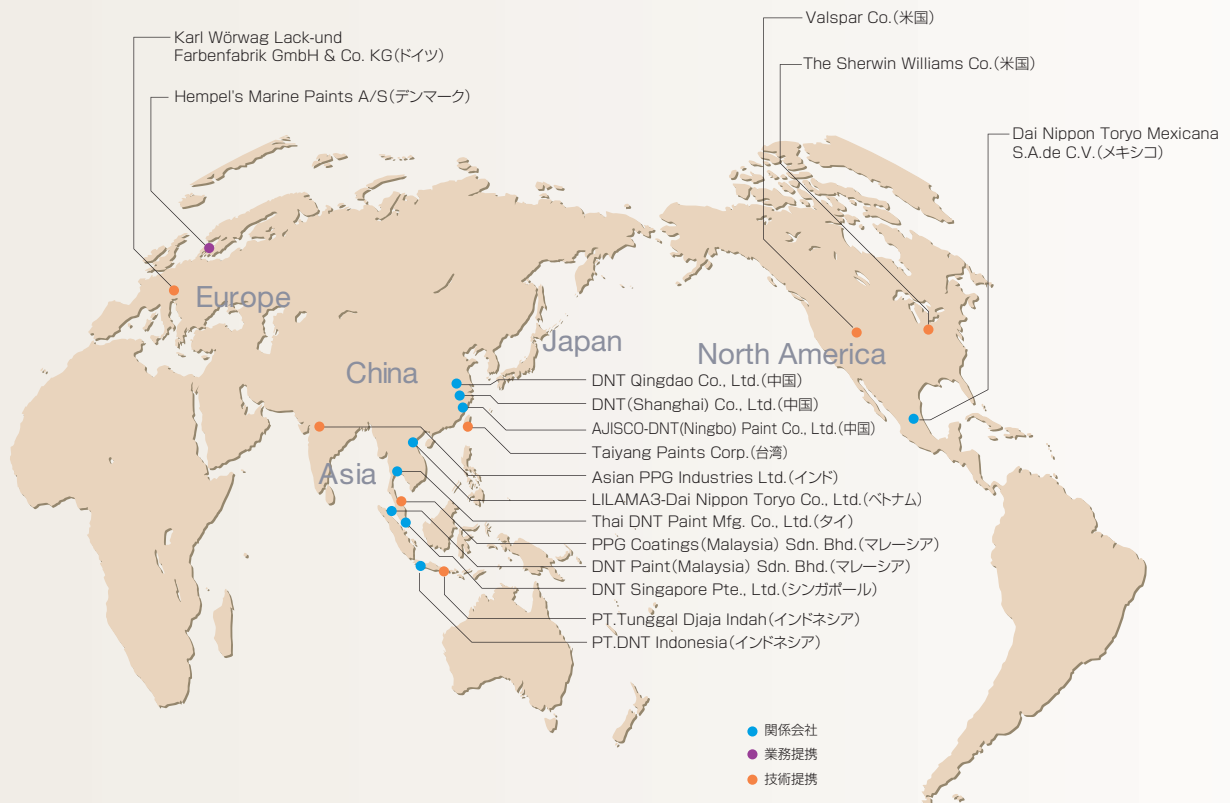 Valspar Co.(米国)
Karl Wörwag Lack-und
Farbenfabrik GmbH & Co. KG(ドイツ)
The Sherwin Williams Co.(米国)
Hempel's Marine Paints A/S(デンマーク)
Dai Nippon Toryo Mexicana
S.A.de C.V.(メキシコ)
Europe
Japan
North America
China
DNT Qingdao Co., Ltd.(中国)
DNT(Shanghai) Co., Ltd.(中国)
AJISCO-DNT(Ningbo) Paint Co., Ltd.(中国)
Taiyang Paints Corp.(台湾)
Asia
Asian PPG Industries Ltd.(インド)
LILAMA3-Dai Nippon Toryo Co., Ltd.(ベトナム)
Thai DNT Paint Mfg. Co., Ltd.(タイ)
PPG Coatings(Malaysia) Sdn. Bhd.(マレーシア)
DNT Paint(Malaysia) Sdn. Bhd.(マレーシア)
DNT Singapore Pte., Ltd.(シンガポール)
PT.Tunggal Djaja Indah(インドネシア)
PT.DNT Indonesia(インドネシア)
関係会社
業務提携
技術提携